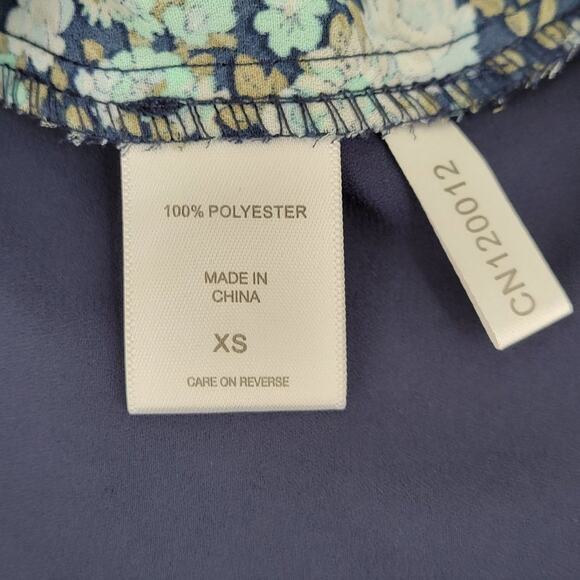 100% POLYESTER
MADE IN
CHINA
XS
CARE ON REVERSE
CN120012